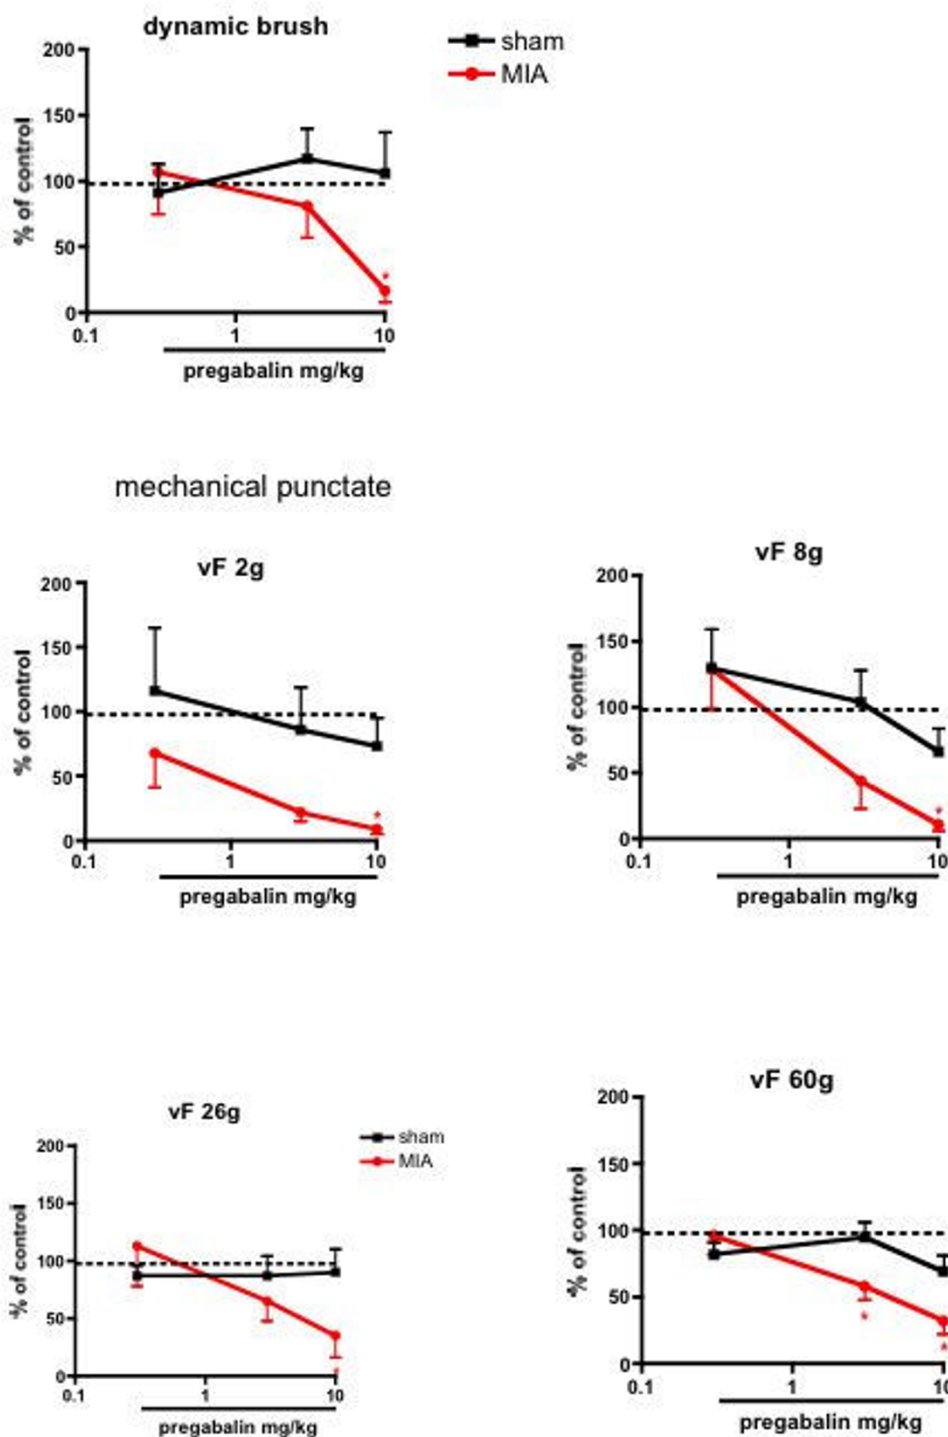 dynamic brush
sham
MIA
200
150
100
50
0
% of control
0.1 1 10
*
pregabalin mg/kg
mechanical punctate
vF 2g
200
150
100
50
0
% of control
0.1 1 10
*
pregabalin mg/kg
vF 8g
200
150
100
50
0
% of control
0.1 1 10
*
pregabalin mg/kg
vF 26g
sham
MIA
200
150
100
50
0
% of control
0.1 1 10
*
pregabalin mg/kg
vF 60g
200
150
100
50
0
% of control
0.1 1 10
* *
pregabalin mg/kg